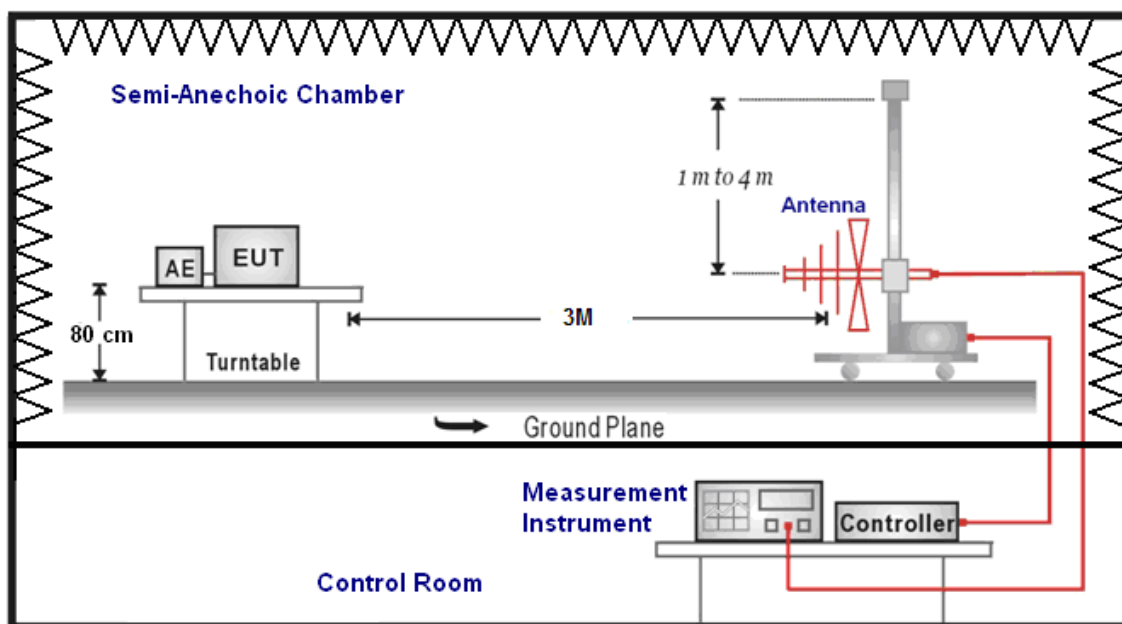 Semi-Anechoic Chamber
1 m to 4 m
Antenna
AE
EUT
80 cm
3M
Turntable
Ground Plane
Measurement
Instrument
Controller
Control Room